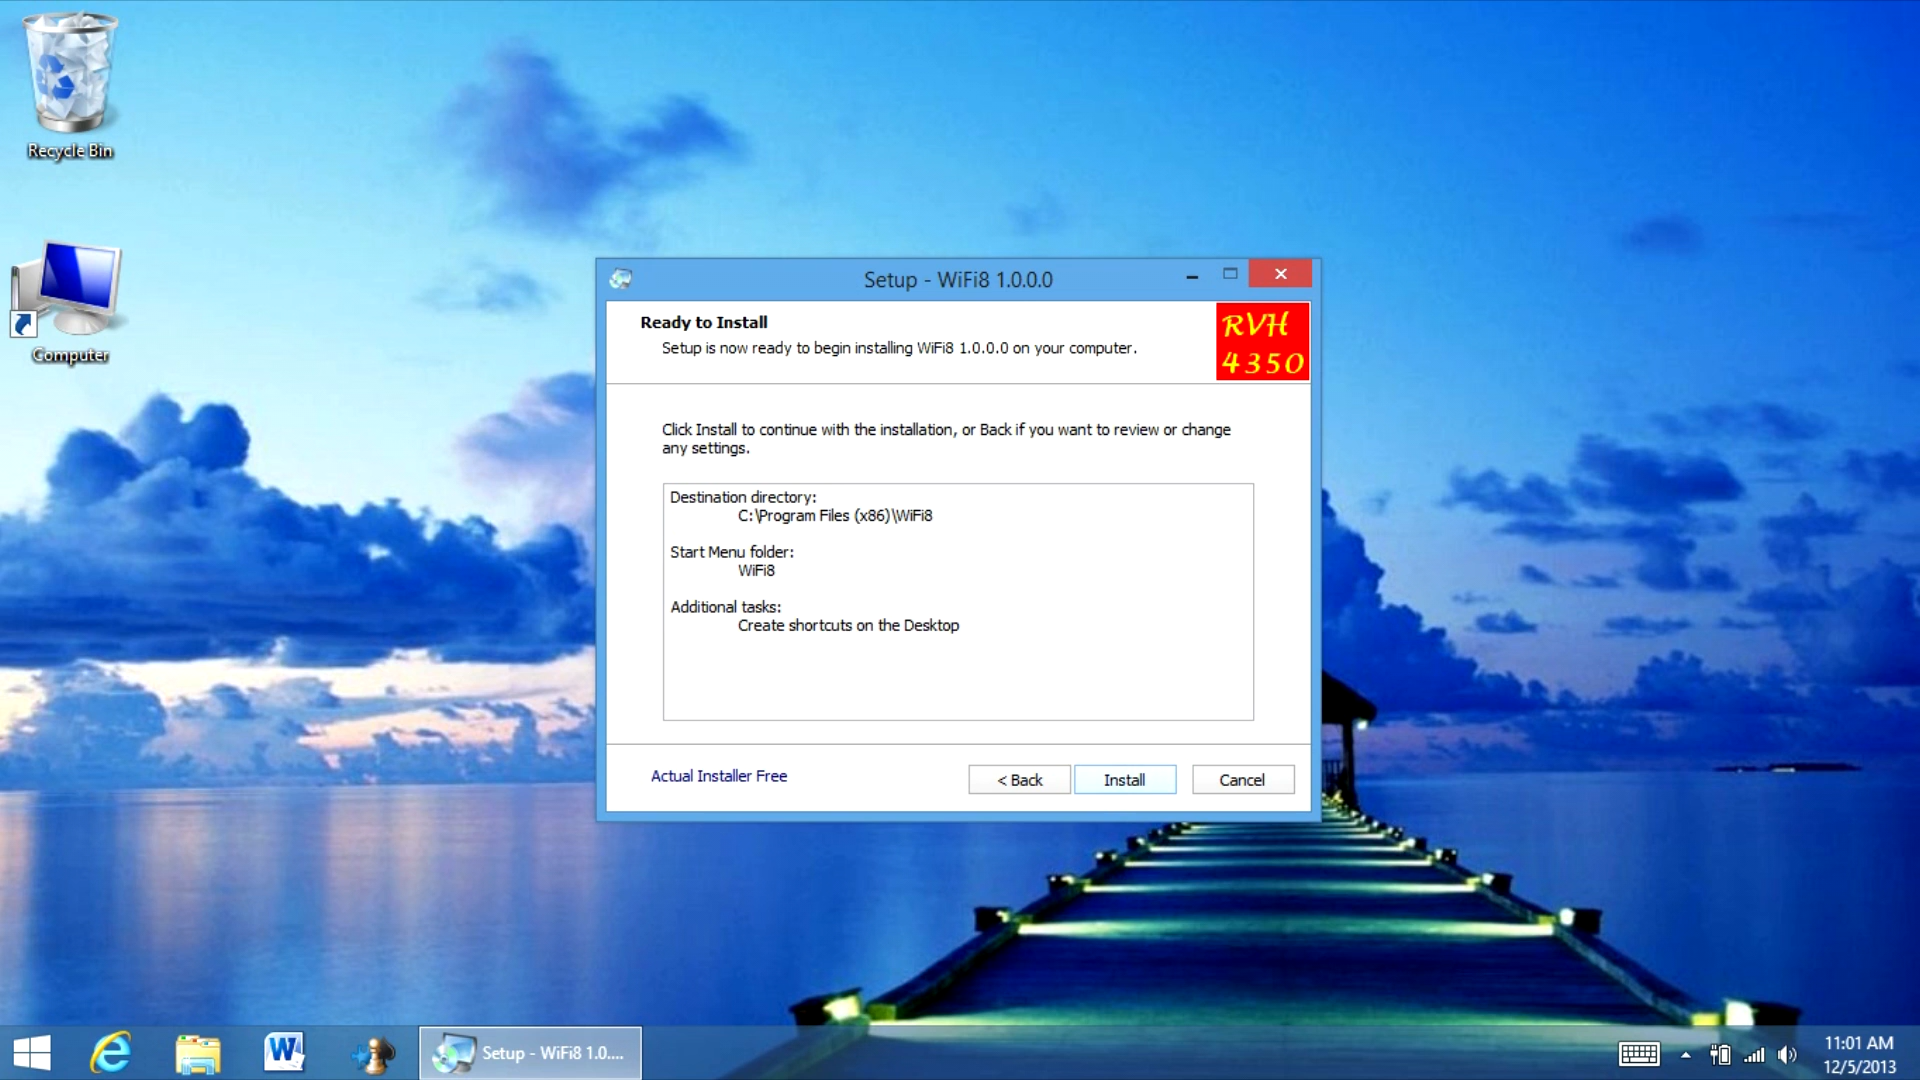 Recycle Bin
Computer
Setup - WiFi8 1.0.0.0
Ready to Install
Setup is now ready to begin installing WiFi8 1.0.0.0 on your computer.
RVH
4350
Click Install to continue with the installation, or Back if you want to review or change
any settings.
Destination directory:
C:\Program Files (x86)\WiFi8
Start Menu folder:
WiFi8
Additional tasks:
Create shortcuts on the Desktop
Actual Installer Free
< Back
Install
Cancel
W
Setup - WiFi8 1.0....
11:01 AM
12/5/2013